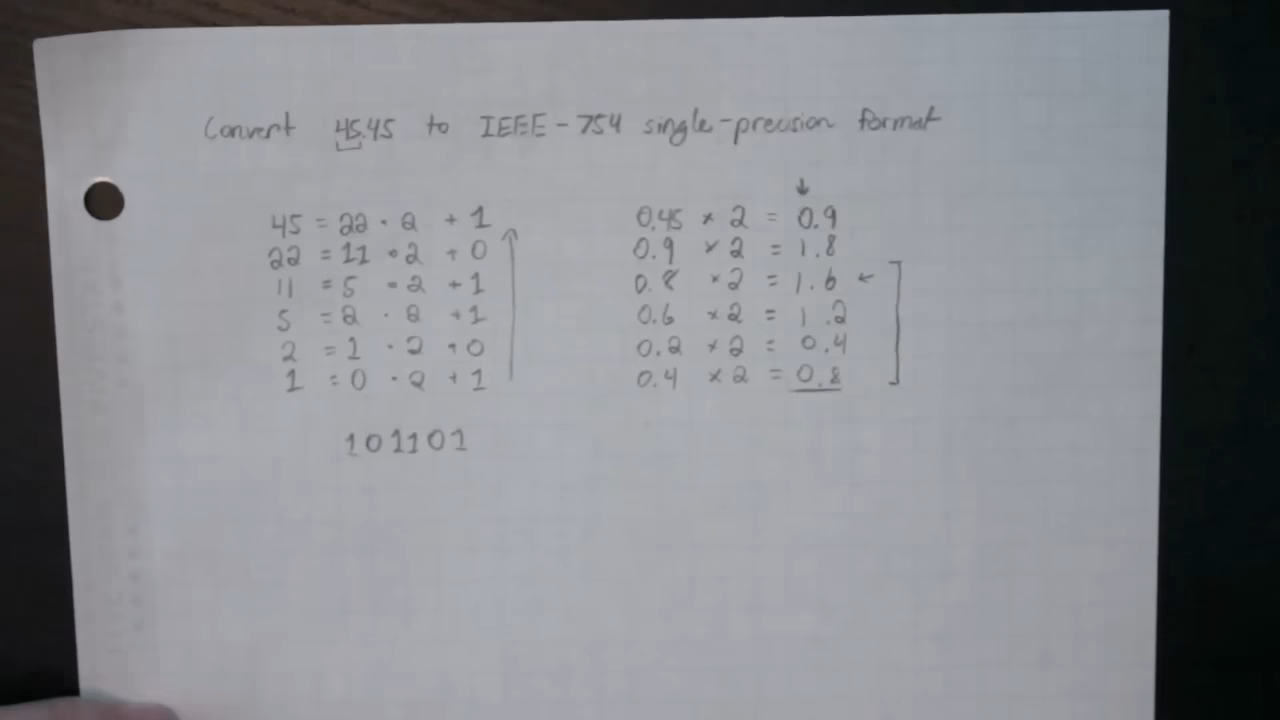 Convert 45.45 to IEEE-754 single-precision format
45 = 22 · 2 + 1
22 = 11 · 2 + 0
11 = 5 · 2 + 1
5 = 2 · 2 + 1
2 = 1 · 2 + 0
1 = 0 · 2 + 1
101101
↓
0.45 × 2 = 0.9
0.9 × 2 = 1.8
0.8 × 2 = 1.6 ←
0.6 × 2 = 1.2
0.2 × 2 = 0.4
0.4 × 2 = 0.8